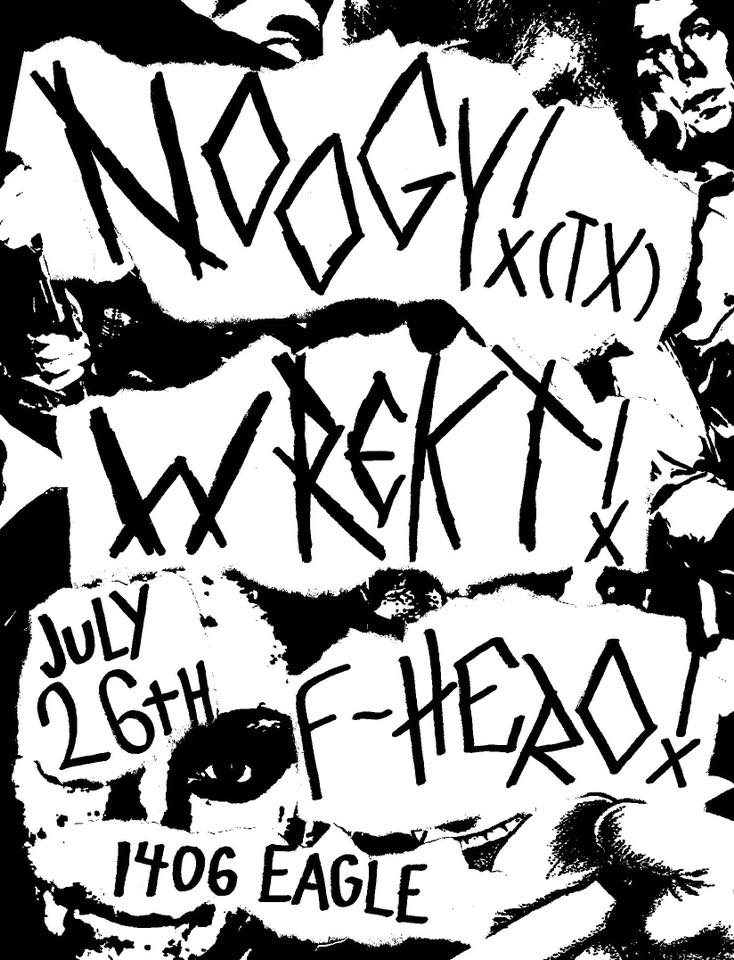 NOOGY!
X (TX)
WREKT!
X
JULY
26TH
F-HERO!
X
1406 EAGLE